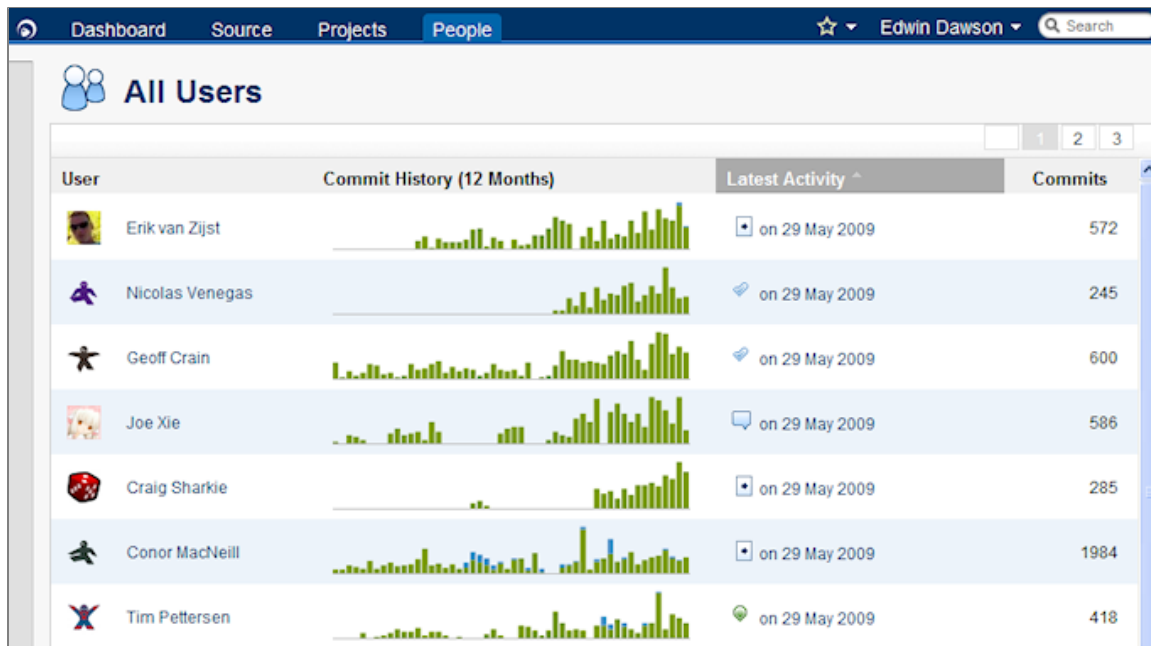 Dashboard Source Projects People Edwin Dawson Search
All Users
1 2 3
User Commit History (12 Months) Latest Activity Commits
Erik van Zijst on 29 May 2009 572
Nicolas Venegas on 29 May 2009 245
Geoff Crain on 29 May 2009 600
Joe Xie on 29 May 2009 586
Craig Sharkie on 29 May 2009 285
Conor MacNeill on 29 May 2009 1984
Tim Pettersen on 29 May 2009 418